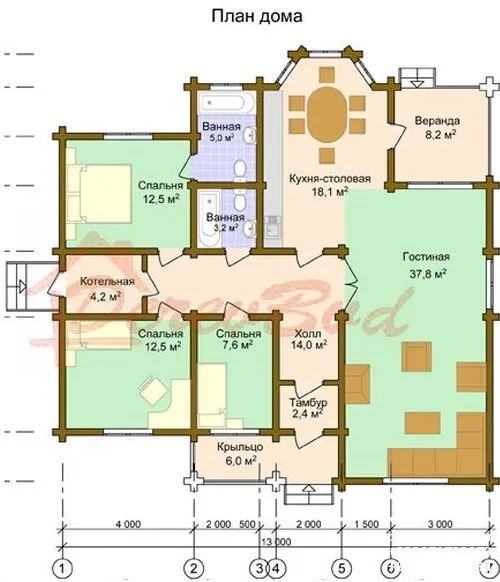 План дома
Ванная
5,0 м²
Веранда
8,2 м²
Кухня-столовая
18,1 м²
Спальня
12,5 м²
Ванная
3,2 м²
Гостиная
37,8 м²
Котельная
4,2 м²
DerevBud
Спальня
12,5 м²
Спальня
7,6 м²
Холл
14,0 м²
Тамбур
2,4 м²
Крыльцо
6,0 м²
4 000
2 000
500
2 000
1 500
3 000
13 000
1
2
3
4
5
6
7